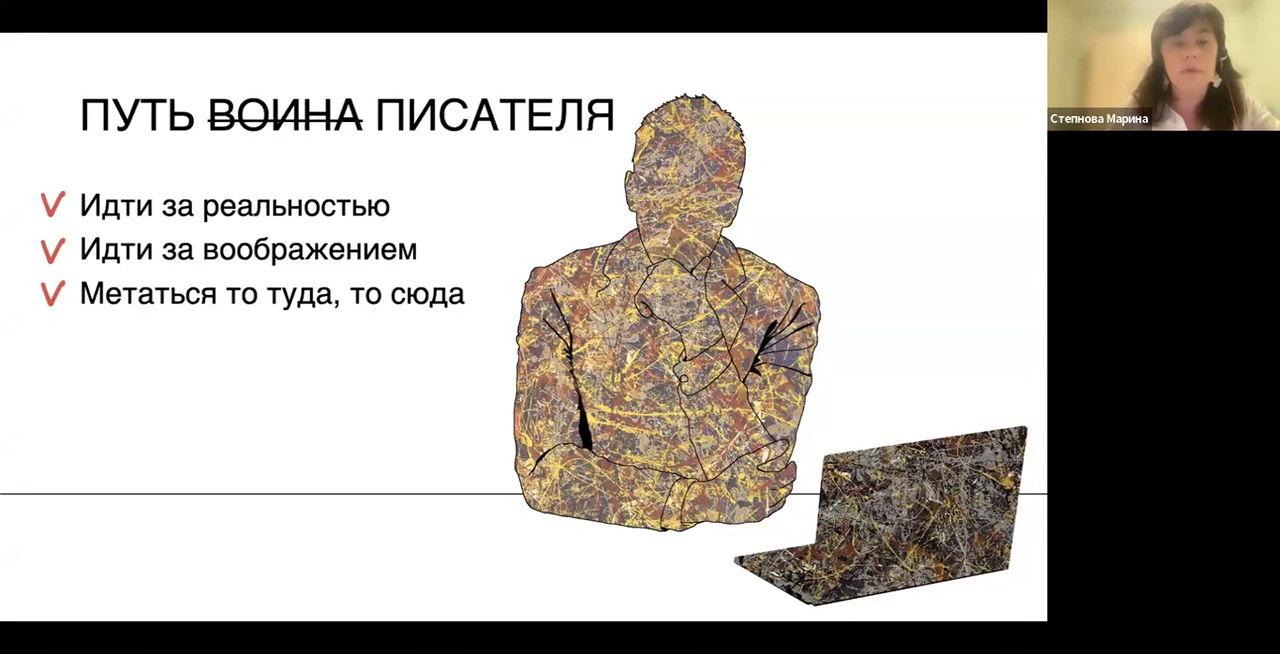 ПУТЬ ВОИНА ПИСАТЕЛЯ
Идти за реальностью
Идти за воображением
Метаться то туда, то сюда
Степнова Марина